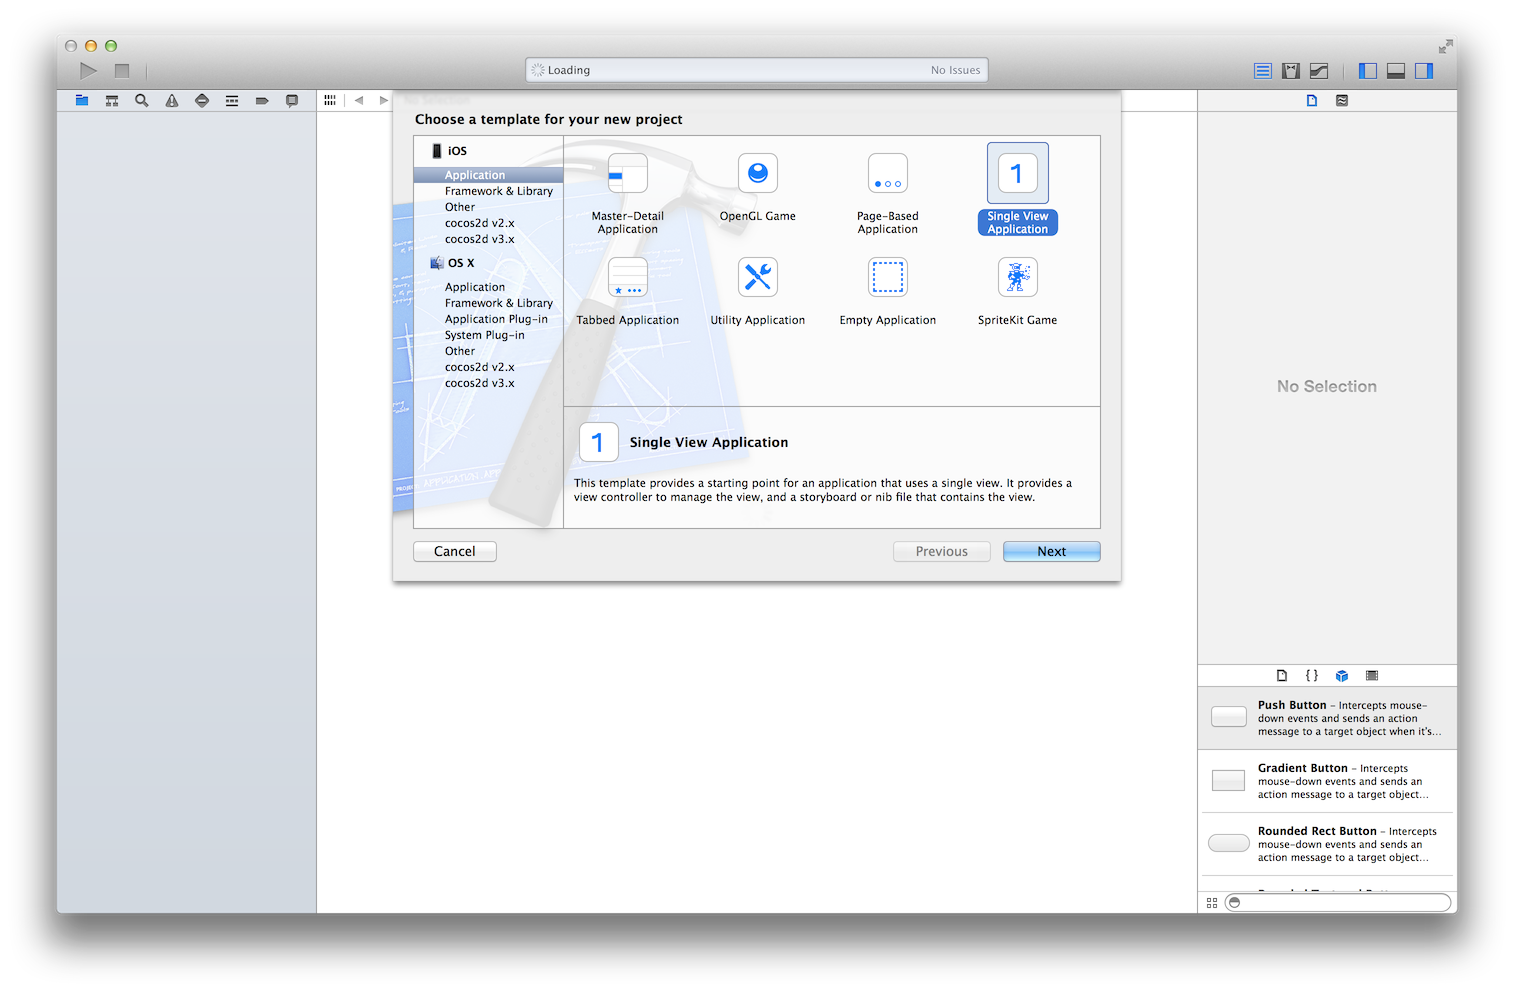 Loading
No Issues
No Selection
Choose a template for your new project
iOS
Application
Framework & Library
Other
cocos2d v2.x
cocos2d v3.x
OS X
Application
Framework & Library
Application Plug-in
System Plug-in
Other
cocos2d v2.x
cocos2d v3.x
Master-Detail
Application
OpenGL Game
Page-Based
Application
1
Single View
Application
Tabbed Application
Utility Application
Empty Application
SpriteKit Game
1
Single View Application
This template provides a starting point for an application that uses a single view. It provides a
view controller to manage the view, and a storyboard or nib file that contains the view.
Cancel
Previous
Next
No Selection
{ }
Push Button - Intercepts mouse-
down events and sends an action
message to a target object when it's...
Gradient Button - Intercepts
mouse-down events and sends an
action message to a target object...
Rounded Rect Button - Intercepts
mouse-down events and sends an
action message to a target object...